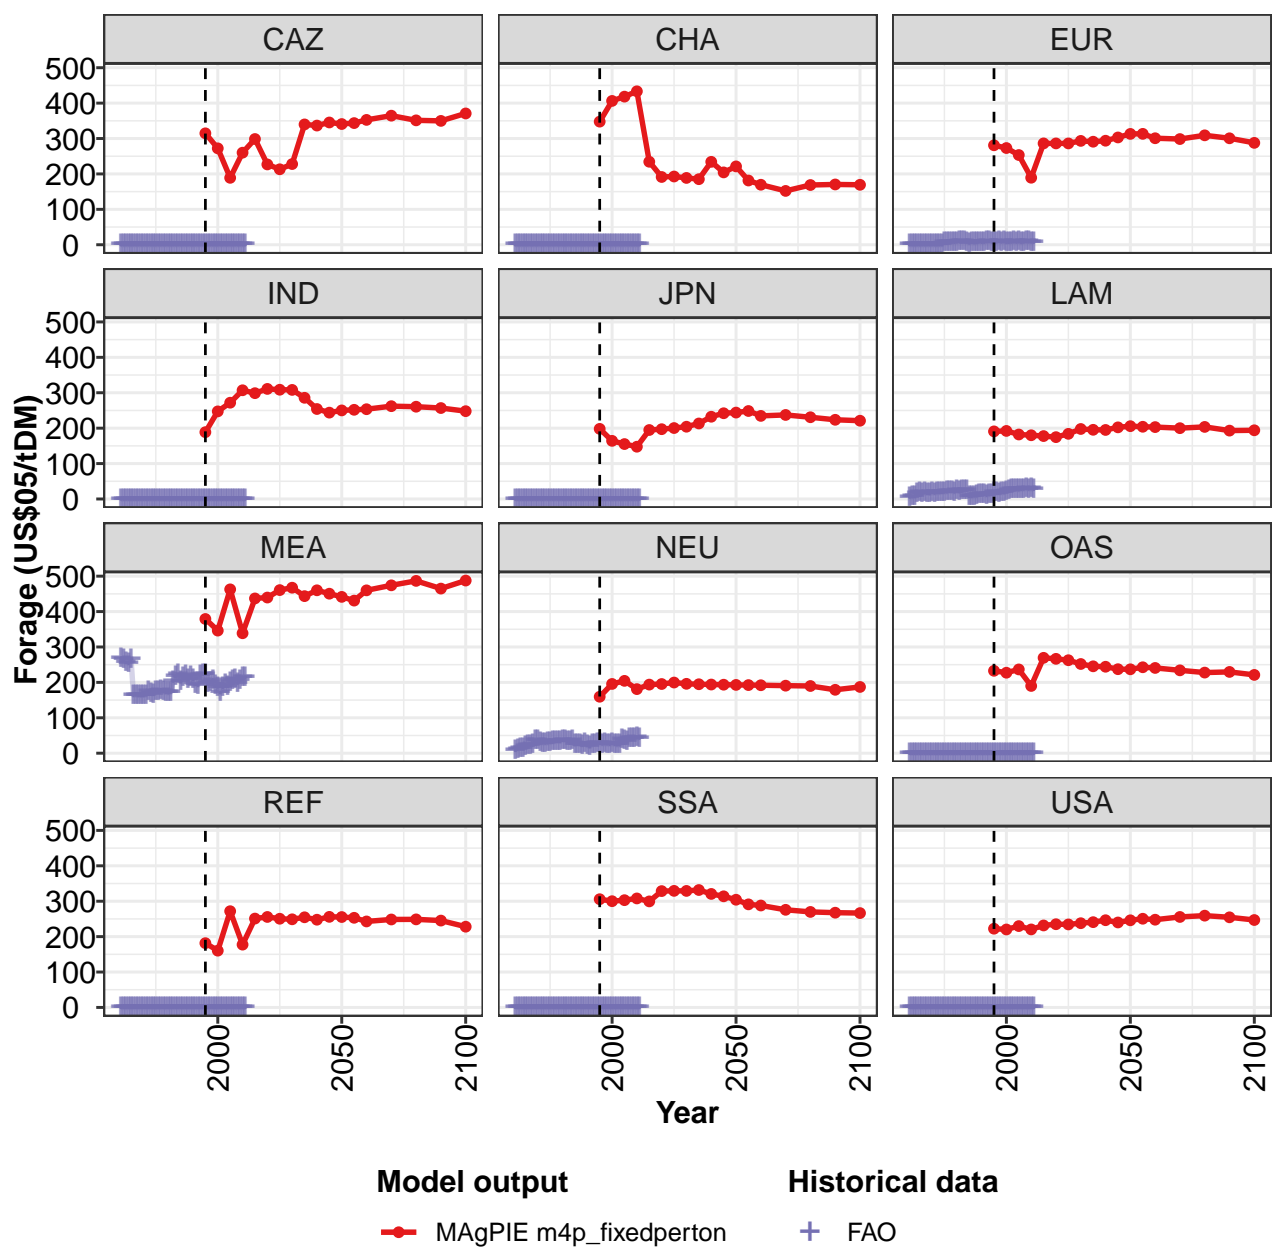 CAZ CHA EUR
500
400
300
200
100
0
IND JPN LAM
500
400
300
200
100
0
MEA NEU OAS
500
400
300
200
100
0
REF SSA USA
500
400
300
200
100
0
Forage (US$05/tDM)
2000 2050 2100 2000 2050 2100 2000 2050 2100
Year
Model output Historical data
MAgPIE m4p_fixedperton FAO